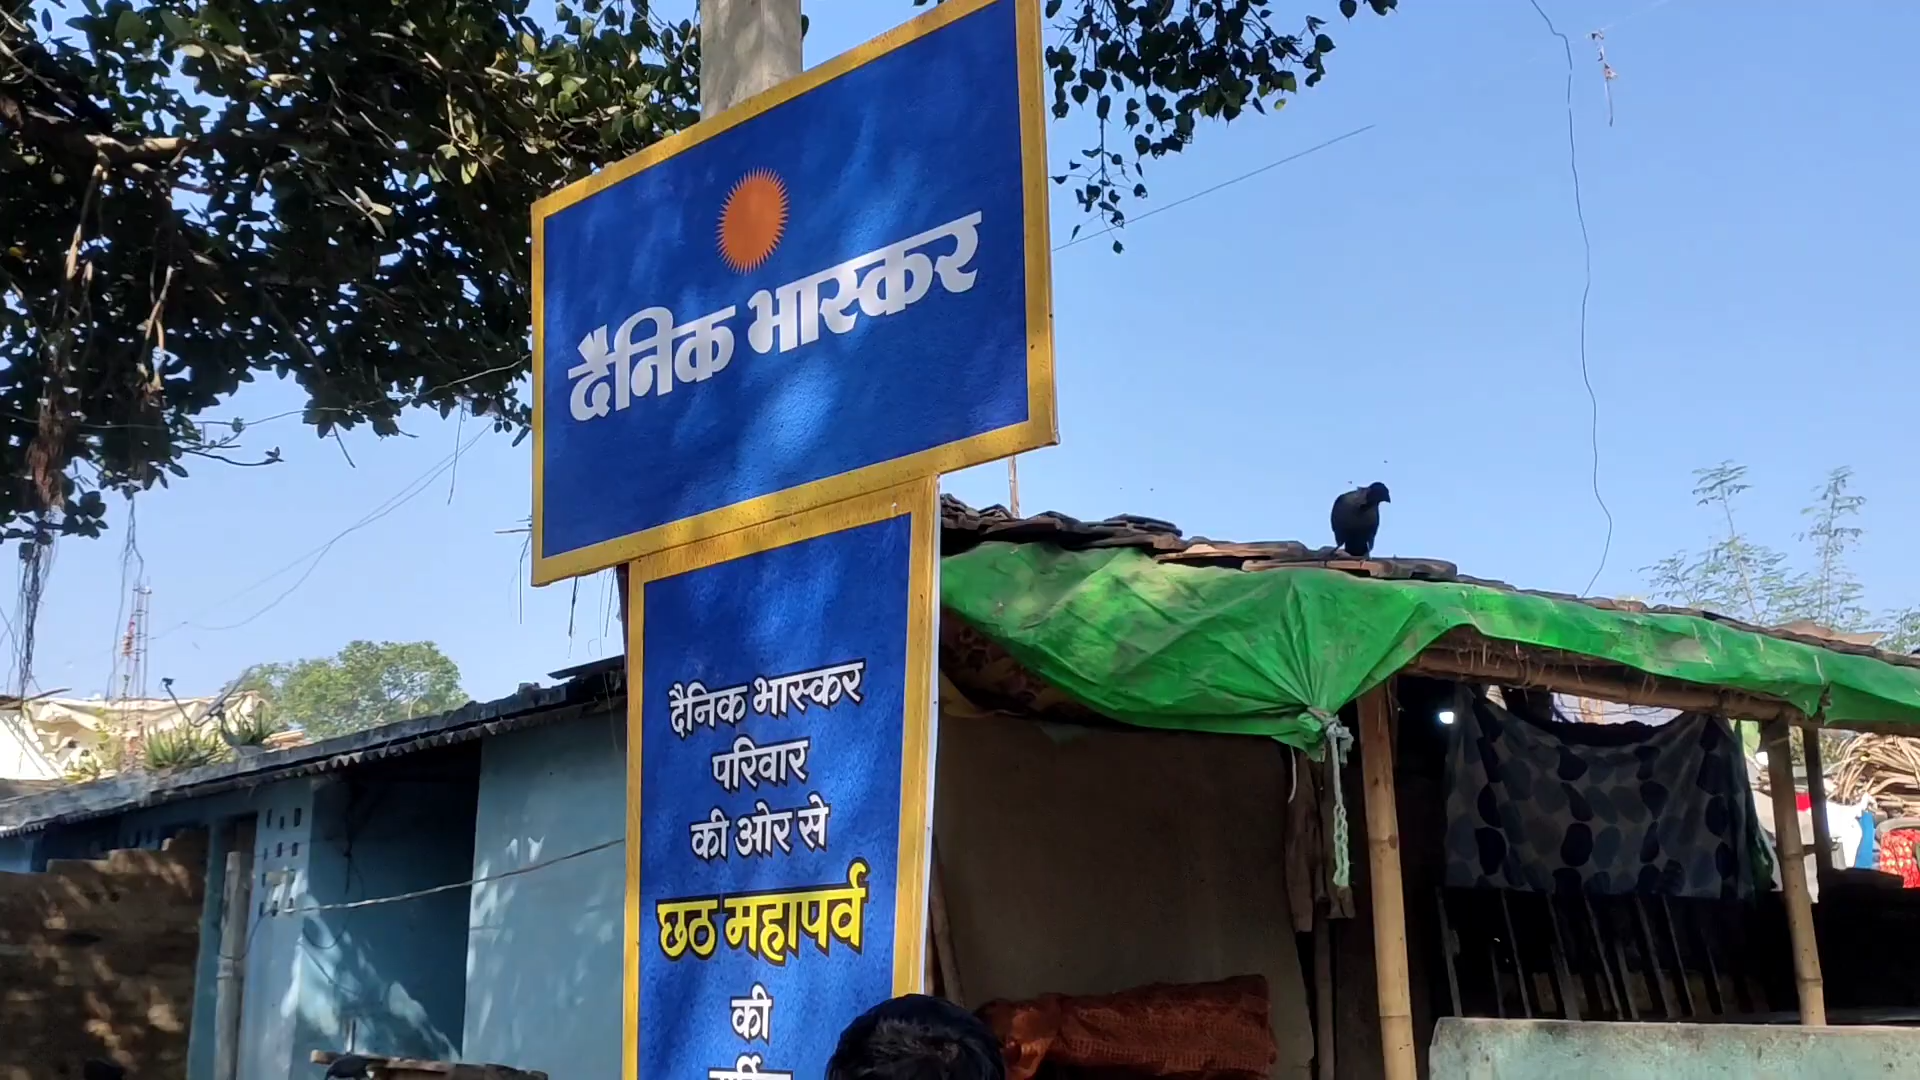 दैनिक भास्कर
दैनिक भास्कर
परिवार
की ओर से
छठ महापर्व
की